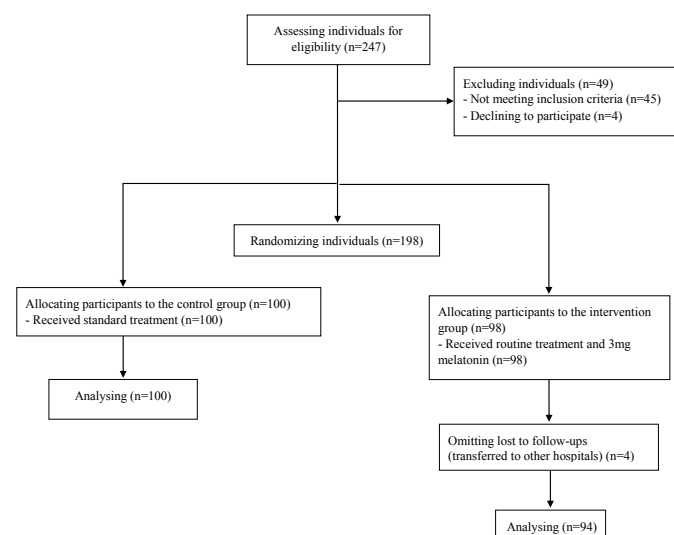 Assessing individuals for
eligibility (n=247)
Excluding individuals (n=49)
- Not meeting inclusion criteria (n=45)
- Declining to participate (n=4)
Randomizing individuals (n=198)
Allocating participants to the control group (n=100)
- Received standard treatment (n=100)
Allocating participants to the intervention
group (n=98)
- Received routine treatment and 3mg
melatonin (n=98)
Analysing (n=100)
Omitting lost to follow-ups
(transferred to other hospitals) (n=4)
Analysing (n=94)